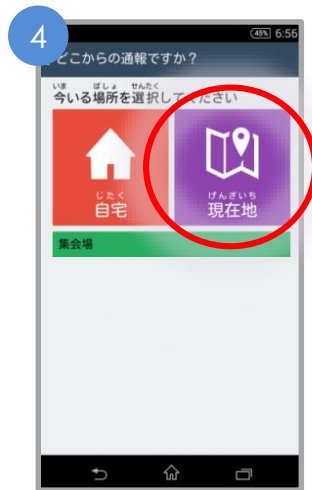 4
45% 6:56
どこからの通報ですか?
いま ばしょ せんたく
今いる場所を選択してください
じたく げんざいち
自宅 現在地
集会場